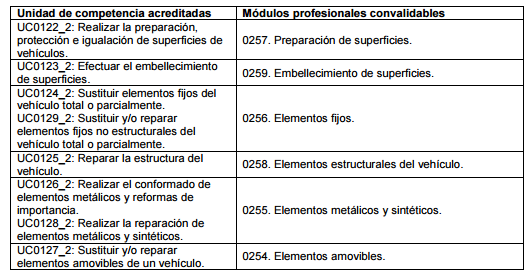 Unidad de competencia acreditadas
Módulos profesionales convalidables
UC0122_2: Realizar la preparación,
protección e igualación de superficies de
vehículos.
0257. Preparación de superficies.
UC0123_2: Efectuar el embellecimiento
de superficies.
0259. Embellecimiento de superficies.
UC0124_2: Sustituir elementos fijos del
vehículo total o parcialmente.
UC0129_2: Sustituir y/o reparar
elementos fijos no estructurales del
vehículo total o parcialmente.
0256. Elementos fijos.
UC0125_2: Reparar la estructura del
vehículo.
0258. Elementos estructurales del vehículo.
UC0126_2: Realizar el conformado de
elementos metálicos y reformas de
importancia.
UC0128_2: Realizar la reparación de
elementos metálicos y sintéticos.
0255. Elementos metálicos y sintéticos.
UC0127_2: Sustituir y/o reparar
elementos amovibles de un vehículo.
0254. Elementos amovibles.